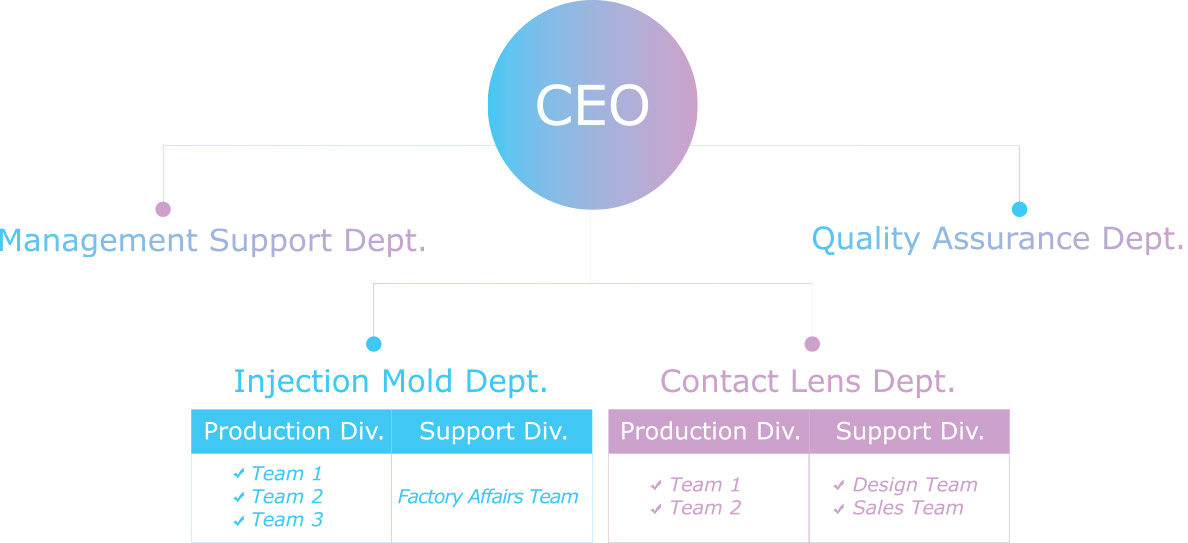 CEO
Management Support Dept.
Quality Assurance Dept.
Injection Mold Dept.
Production Div.
Support Div.
Team 1
Team 2
Team 3
Factory Affairs Team
Contact Lens Dept.
Production Div.
Support Div.
Team 1
Team 2
Design Team
Sales Team